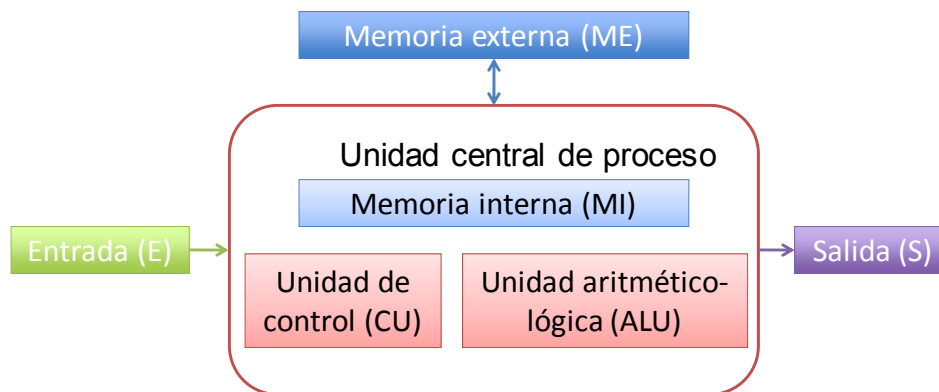 Memoria externa (ME)
Unidad central de proceso
Memoria interna (MI)
Entrada (E)
Salida (S)
Unidad de
control (CU)
Unidad aritmético-
lógica (ALU)